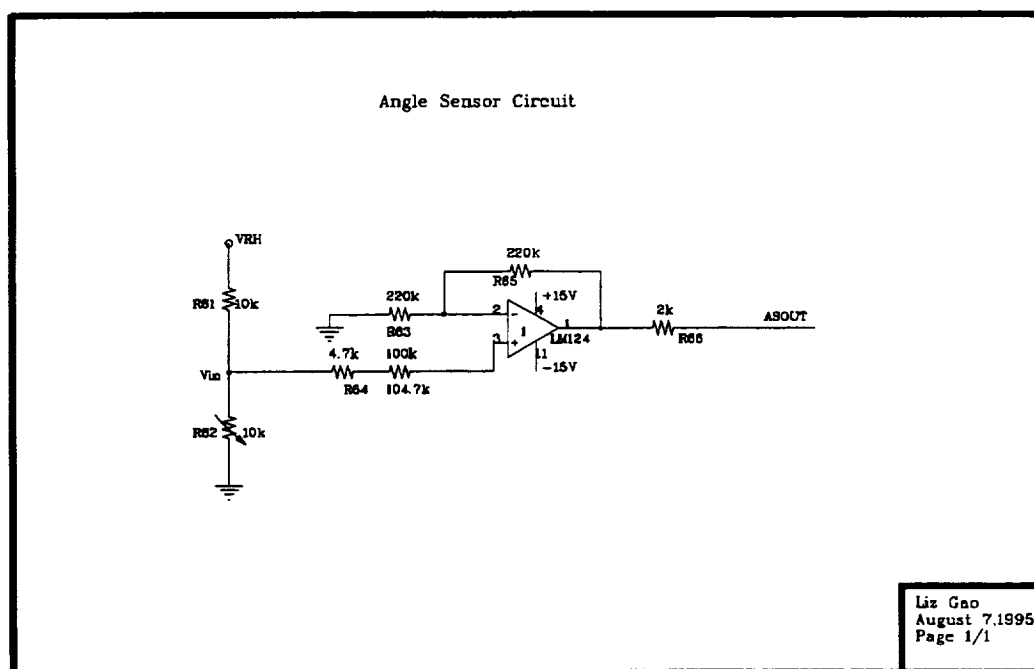 Angle Sensor Circuit
VRH
R61 10k
220k
R65
220k
R63
+15V
2 - 4
1 1
LM124
3 +
11
-15V
2k
R66
ASOUT
4.7k 100k
R64 104.7k
Vin
R62 10k
Liz Gao
August 7,1995
Page 1/1